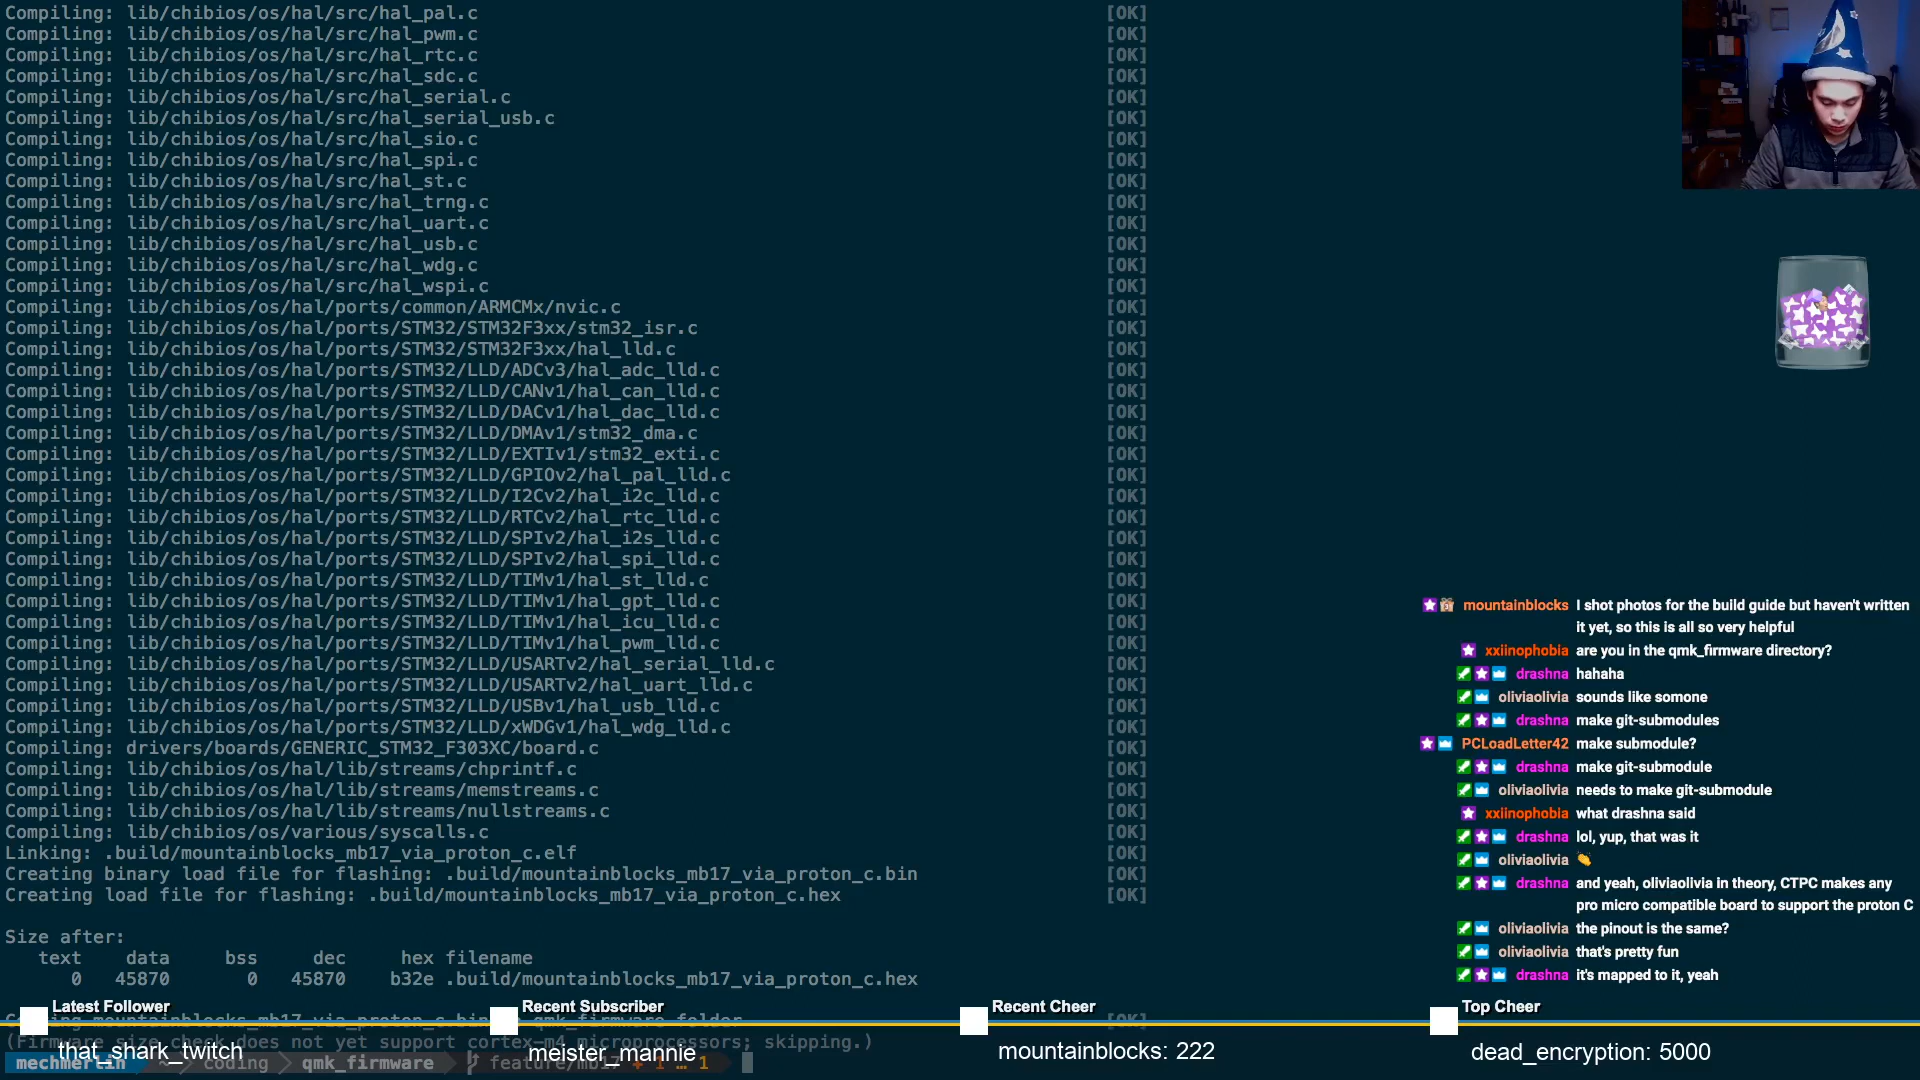 Compiling: lib/chibios/os/hal/src/hal_pal.c [OK]
Compiling: lib/chibios/os/hal/src/hal_pwm.c [OK]
Compiling: lib/chibios/os/hal/src/hal_rtc.c [OK]
Compiling: lib/chibios/os/hal/src/hal_sdc.c [OK]
Compiling: lib/chibios/os/hal/src/hal_serial.c [OK]
Compiling: lib/chibios/os/hal/src/hal_serial_usb.c [OK]
Compiling: lib/chibios/os/hal/src/hal_sio.c [OK]
Compiling: lib/chibios/os/hal/src/hal_spi.c [OK]
Compiling: lib/chibios/os/hal/src/hal_st.c [OK]
Compiling: lib/chibios/os/hal/src/hal_trng.c [OK]
Compiling: lib/chibios/os/hal/src/hal_uart.c [OK]
Compiling: lib/chibios/os/hal/src/hal_usb.c [OK]
Compiling: lib/chibios/os/hal/src/hal_wdg.c [OK]
Compiling: lib/chibios/os/hal/src/hal_wspi.c [OK]
Compiling: lib/chibios/os/hal/ports/common/ARMCMx/nvic.c [OK]
Compiling: lib/chibios/os/hal/ports/STM32/STM32F3xx/stm32_isr.c [OK]
Compiling: lib/chibios/os/hal/ports/STM32/STM32F3xx/hal_lld.c [OK]
Compiling: lib/chibios/os/hal/ports/STM32/LLD/ADCv3/hal_adc_lld.c [OK]
Compiling: lib/chibios/os/hal/ports/STM32/LLD/CANv1/hal_can_lld.c [OK]
Compiling: lib/chibios/os/hal/ports/STM32/LLD/DACv1/hal_dac_lld.c [OK]
Compiling: lib/chibios/os/hal/ports/STM32/LLD/DMAv1/stm32_dma.c [OK]
Compiling: lib/chibios/os/hal/ports/STM32/LLD/EXTIv1/stm32_exti.c [OK]
Compiling: lib/chibios/os/hal/ports/STM32/LLD/GPIOv2/hal_pal_lld.c [OK]
Compiling: lib/chibios/os/hal/ports/STM32/LLD/I2Cv2/hal_i2c_lld.c [OK]
Compiling: lib/chibios/os/hal/ports/STM32/LLD/RTCv2/hal_rtc_lld.c [OK]
Compiling: lib/chibios/os/hal/ports/STM32/LLD/SPIv2/hal_i2s_lld.c [OK]
Compiling: lib/chibios/os/hal/ports/STM32/LLD/SPIv2/hal_spi_lld.c [OK]
Compiling: lib/chibios/os/hal/ports/STM32/LLD/TIMv1/hal_st_lld.c [OK]
Compiling: lib/chibios/os/hal/ports/STM32/LLD/TIMv1/hal_gpt_lld.c [OK]
Compiling: lib/chibios/os/hal/ports/STM32/LLD/TIMv1/hal_icu_lld.c [OK]
Compiling: lib/chibios/os/hal/ports/STM32/LLD/TIMv1/hal_pwm_lld.c [OK]
Compiling: lib/chibios/os/hal/ports/STM32/LLD/USARTv2/hal_serial_lld.c [OK]
Compiling: lib/chibios/os/hal/ports/STM32/LLD/USARTv2/hal_uart_lld.c [OK]
Compiling: lib/chibios/os/hal/ports/STM32/LLD/USBv1/hal_usb_lld.c [OK]
Compiling: lib/chibios/os/hal/ports/STM32/LLD/xWDGv1/hal_wdg_lld.c [OK]
Compiling: drivers/boards/GENERIC_STM32_F303XC/board.c [OK]
Compiling: lib/chibios/os/hal/lib/streams/chprintf.c [OK]
Compiling: lib/chibios/os/hal/lib/streams/memstreams.c [OK]
Compiling: lib/chibios/os/hal/lib/streams/nullstreams.c [OK]
Compiling: lib/chibios/os/various/syscalls.c [OK]
Linking: .build/mountainblocks_mb17_via_proton_c.elf [OK]
Creating binary load file for flashing: .build/mountainblocks_mb17_via_proton_c.bin [OK]
Creating load file for flashing: .build/mountainblocks_mb17_via_proton_c.hex [OK]
Size after:
text data bss dec hex filename
0 45870 0 45870 b32e .build/mountainblocks_mb17_via_proton_c.hex
Copying mountainblocks_mb17_via_proton_c.bin to qmk_firmware folder [OK]
(Firmware size check does not yet support cortex-m4 microprocessors; skipping.)
mechmerlin ~ coding qmk_firmware feature/mb17 + 1 … 1
mountainblocks I shot photos for the build guide but haven't written
it yet, so this is all so very helpful
xxiinophobia are you in the qmk_firmware directory?
drashna hahaha
oliviaolivia sounds like somone
drashna make git-submodules
PCLoadLetter42 make submodule?
drashna make git-submodule
oliviaolivia needs to make git-submodule
xxiinophobia what drashna said
drashna lol, yup, that was it
oliviaolivia
drashna and yeah, oliviaolivia in theory, CTPC makes any
pro micro compatible board to support the proton C
oliviaolivia the pinout is the same?
oliviaolivia that's pretty fun
drashna it's mapped to it, yeah
Latest Follower
that_shark_twitch
Recent Subscriber
meister_mannie
Recent Cheer
mountainblocks: 222
Top Cheer
dead_encryption: 5000